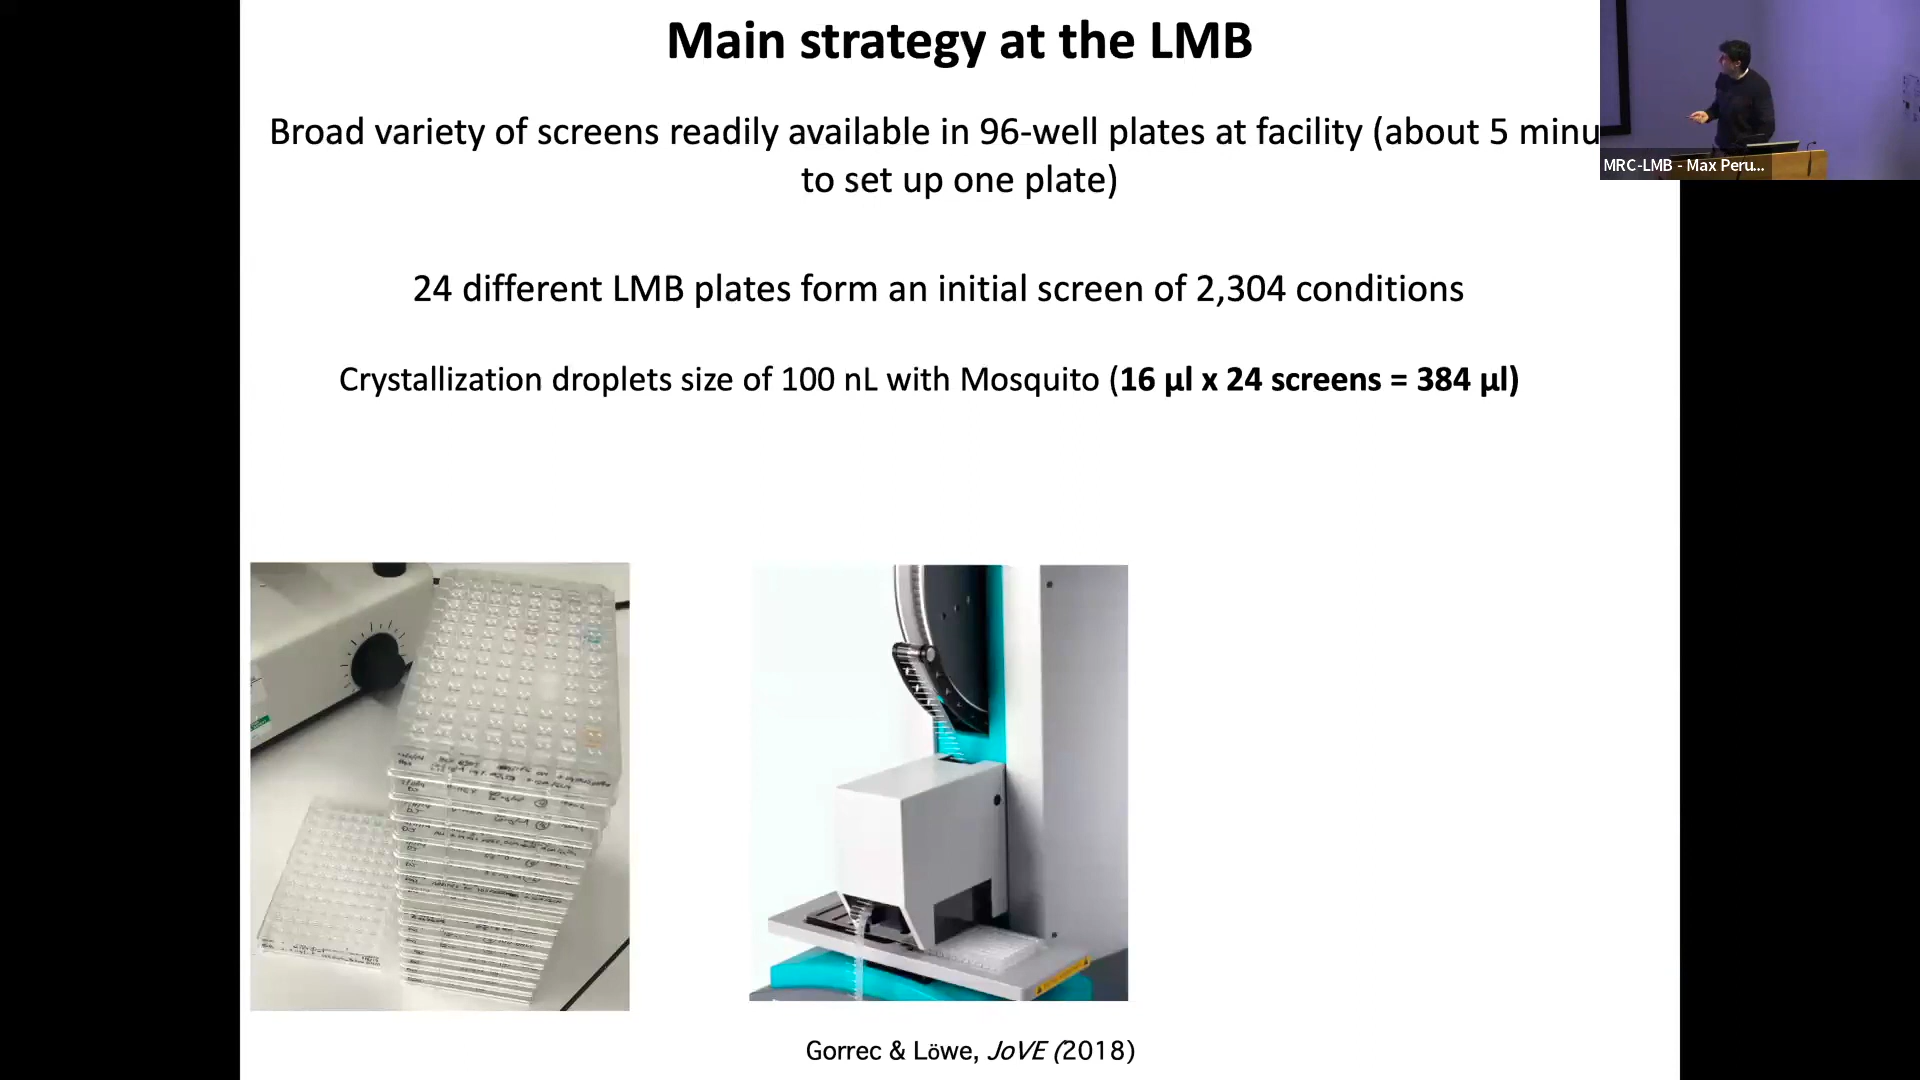 Main strategy at the LMB
Broad variety of screens readily available in 96-well plates at facility (about 5 minu
to set up one plate)
MRC-LMB - Max Peru...
24 different LMB plates form an initial screen of 2,304 conditions
Crystallization droplets size of 100 nL with Mosquito (16 µl x 24 screens = 384 µl)
Gorrec & Löwe, JoVE (2018)